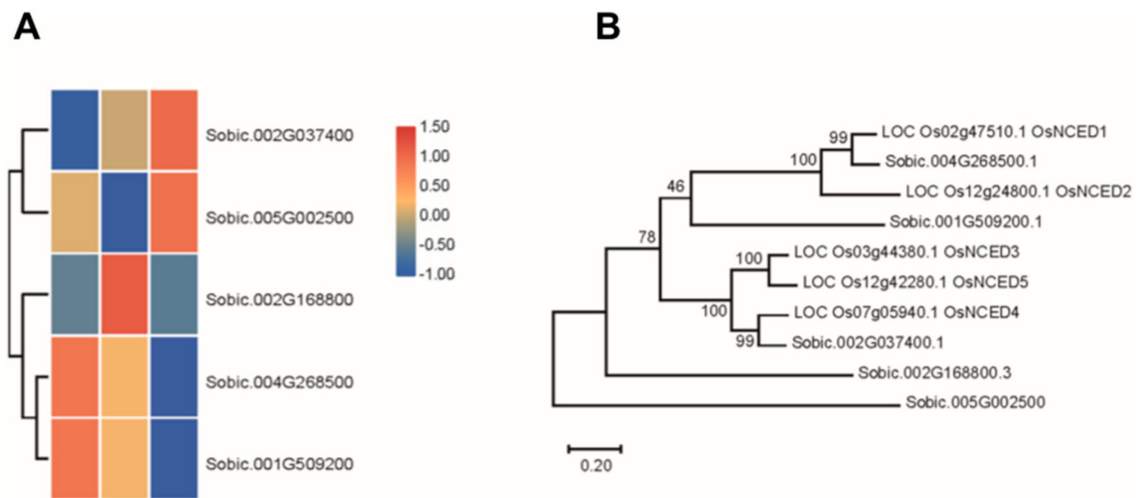 A
Sobic.002G037400
Sobic.005G002500
Sobic.002G168800
Sobic.004G268500
Sobic.001G509200
1.50
1.00
0.50
0.00
-0.50
-1.00
B
99
LOC Os02g47510.1 OsNCED1
100
Sobic.004G268500.1
46
LOC Os12g24800.1 OsNCED2
Sobic.001G509200.1
78
100
LOC Os03g44380.1 OsNCED3
LOC Os12g42280.1 OsNCED5
100
LOC Os07g05940.1 OsNCED4
99
Sobic.002G037400.1
Sobic.002G168800.3
Sobic.005G002500
0.20